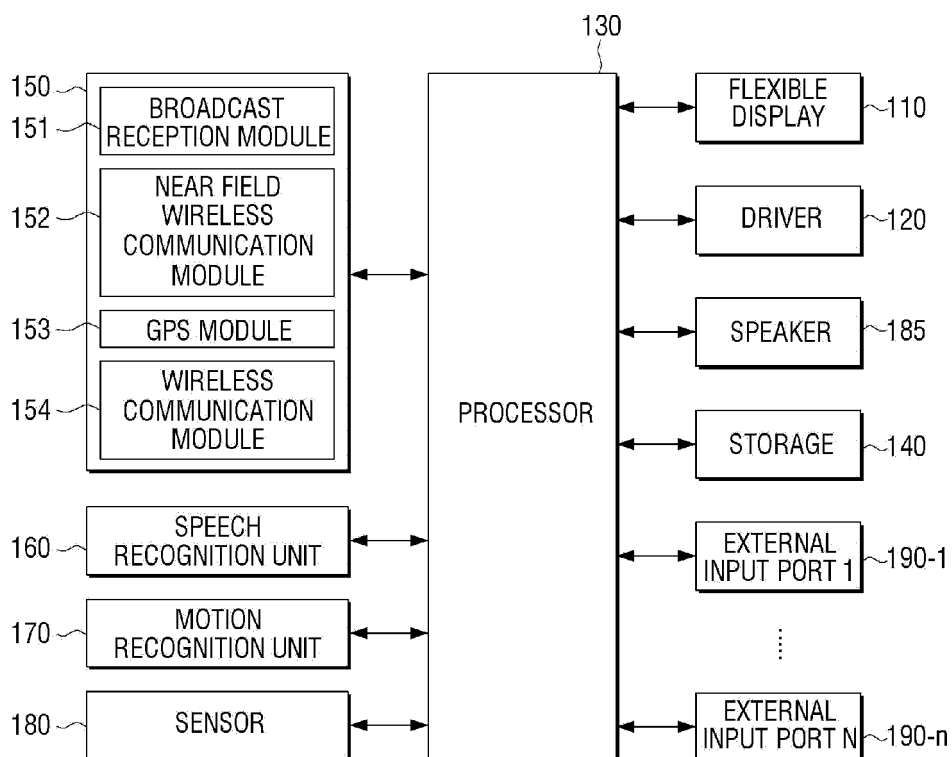 130
150
151
BROADCAST
RECEPTION MODULE
152
NEAR FIELD
WIRELESS
COMMUNICATION
MODULE
153
GPS MODULE
154
WIRELESS
COMMUNICATION
MODULE
160
SPEECH
RECOGNITION UNIT
170
MOTION
RECOGNITION UNIT
180
SENSOR
PROCESSOR
FLEXIBLE
DISPLAY
110
DRIVER
120
SPEAKER
185
STORAGE
140
EXTERNAL
INPUT PORT 1
190-1
EXTERNAL
INPUT PORT N
190-n